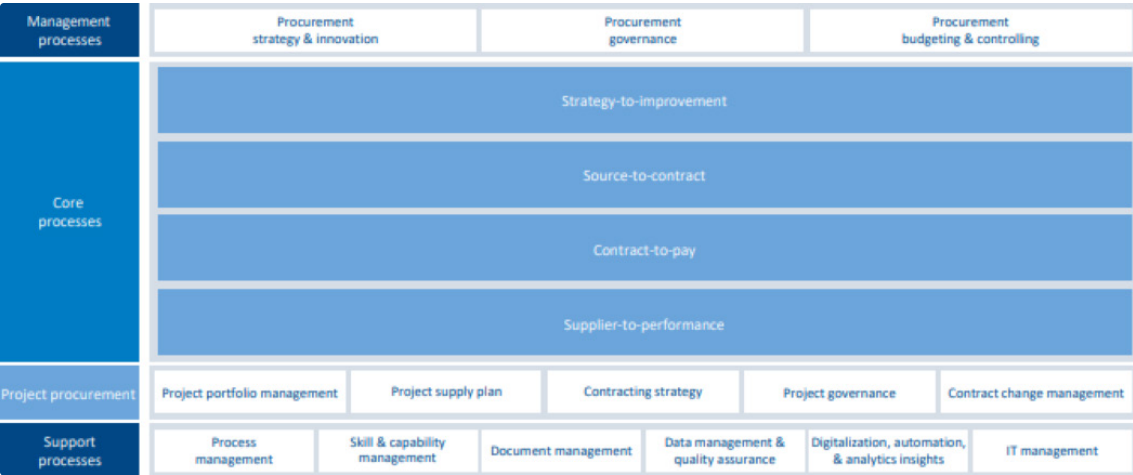 Management
processes
Procurement
strategy & innovation
Procurement
governance
Procurement
budgeting & controlling
Core
processes
Strategy-to-improvement
Source-to-contract
Contract-to-pay
Supplier-to-performance
Project procurement
Project portfolio management
Project supply plan
Contracting strategy
Project governance
Contract change management
Support
processes
Process
management
Skill & capability
management
Document management
Data management &
quality assurance
Digitalization, automation,
& analytics insights
IT management